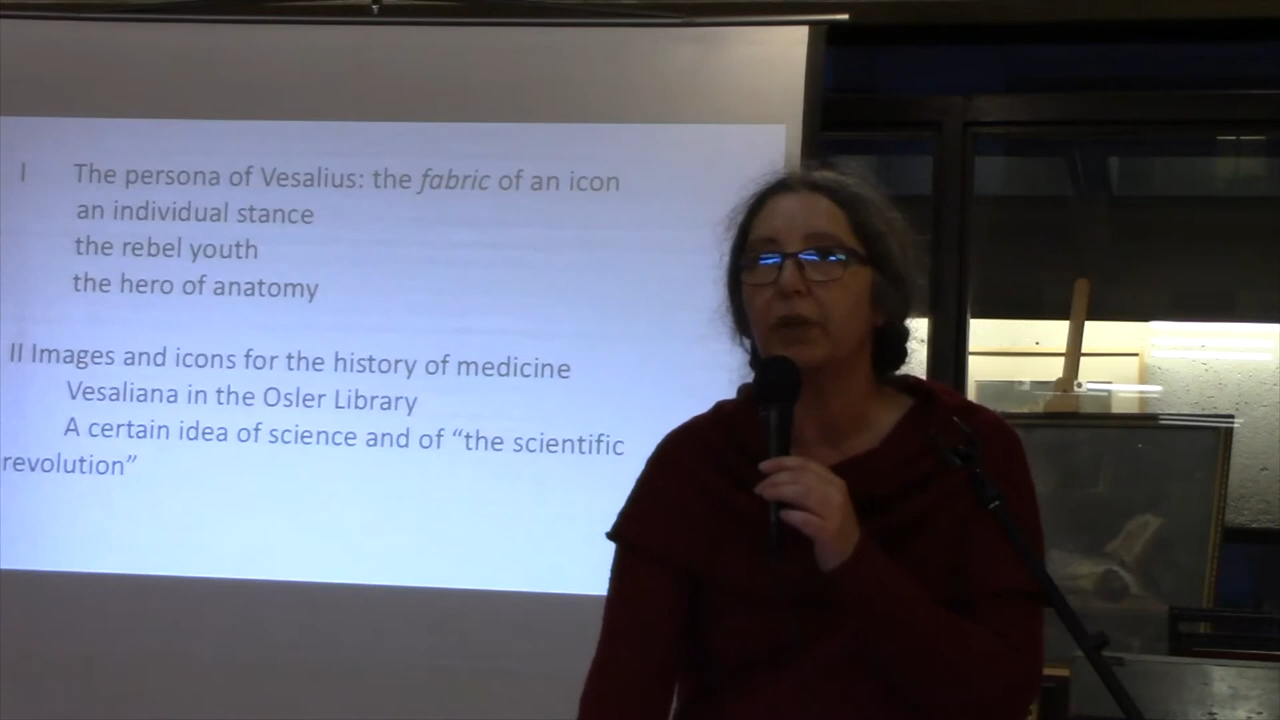 I The persona of Vesalius: the fabric of an icon
an individual stance
the rebel youth
the hero of anatomy
II Images and icons for the history of medicine
Vesaliana in the Osler Library
A certain idea of science and of “the scientific
revolution”